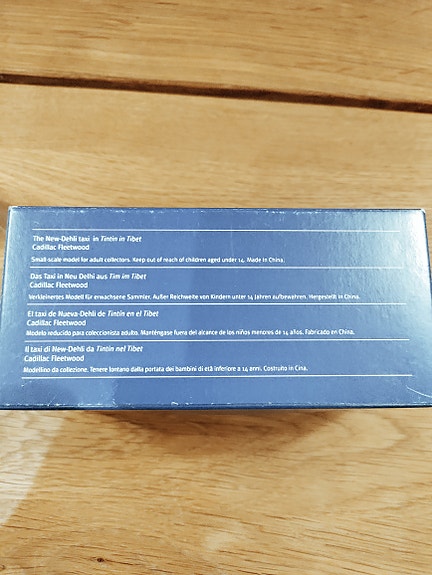 The New-Dehli taxi in Tintin in Tibet
Cadillac Fleetwood
Small-scale model for adult collectors. Keep out of reach of children aged under 14. Made in China.
Das Taxi in Neu Delhi aus Tim im Tibet
Cadillac Fleetwood
Verkleinertes Modell für erwachsene Sammler. Außer Reichweite von Kindern unter 14 Jahren aufbewahren. Hergestellt in China.
El taxi de Nueva-Dehli de Tintín en el Tibet
Cadillac Fleetwood
Modelo reducido para coleccionista adulto. Manténgase fuera del alcance de los niños menores de 14 años. Fabricado en China.
Il taxi di New-Dehli da Tintin nel Tibet
Cadillac Fleetwood
Modellino da collezione. Tenere lontano dalla portata dei bambini di età inferiore a 14 anni. Costruito in Cina.